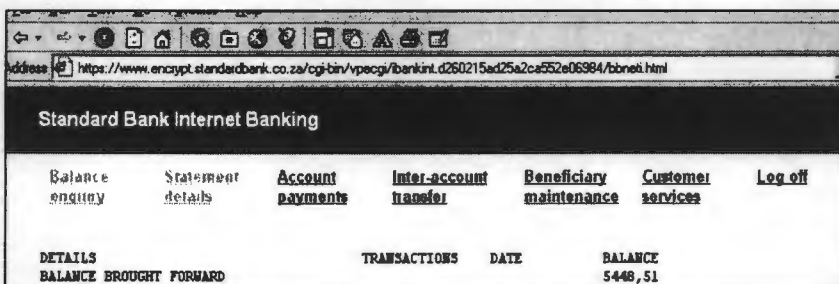 Address https://www.encrypt.standardbank.co.za/cgi-bin/vpecgi/ibankint.d260215ad25a2ca552e06984/bbneti.html
Standard Bank Internet Banking
Balance enquiry Statement details Account payments Inter-account transfer Beneficiary maintenance Customer services Log off
DETAILS TRANSACTIONS DATE BALANCE
BALANCE BROUGHT FORWARD 5448,51